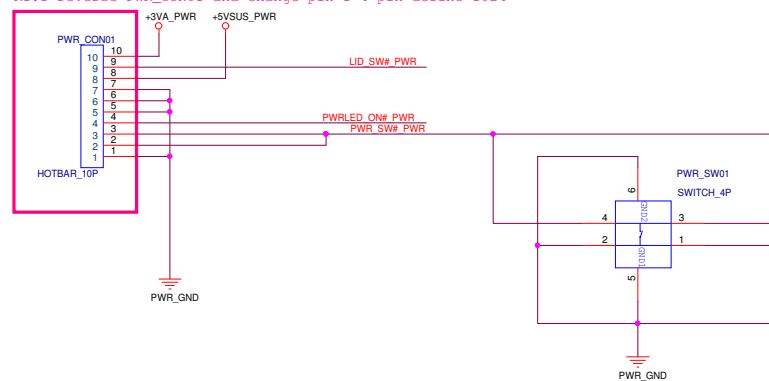 +3VA_PWR
+5VSUS_PWR
PWR_CON01
10 10
9 9
8 8
7 7
6 6
5 5
4 4
3 3
2 2
1 1
HOTBAR_10P
LID_SW#_PWR
PWRLED_ON#_PWR
PWR_SW#_PWR
PWR_GND
PWR_SW01
SWITCH_4P
6
GND2
4
3
2
1
GND1
5
PWR_GND